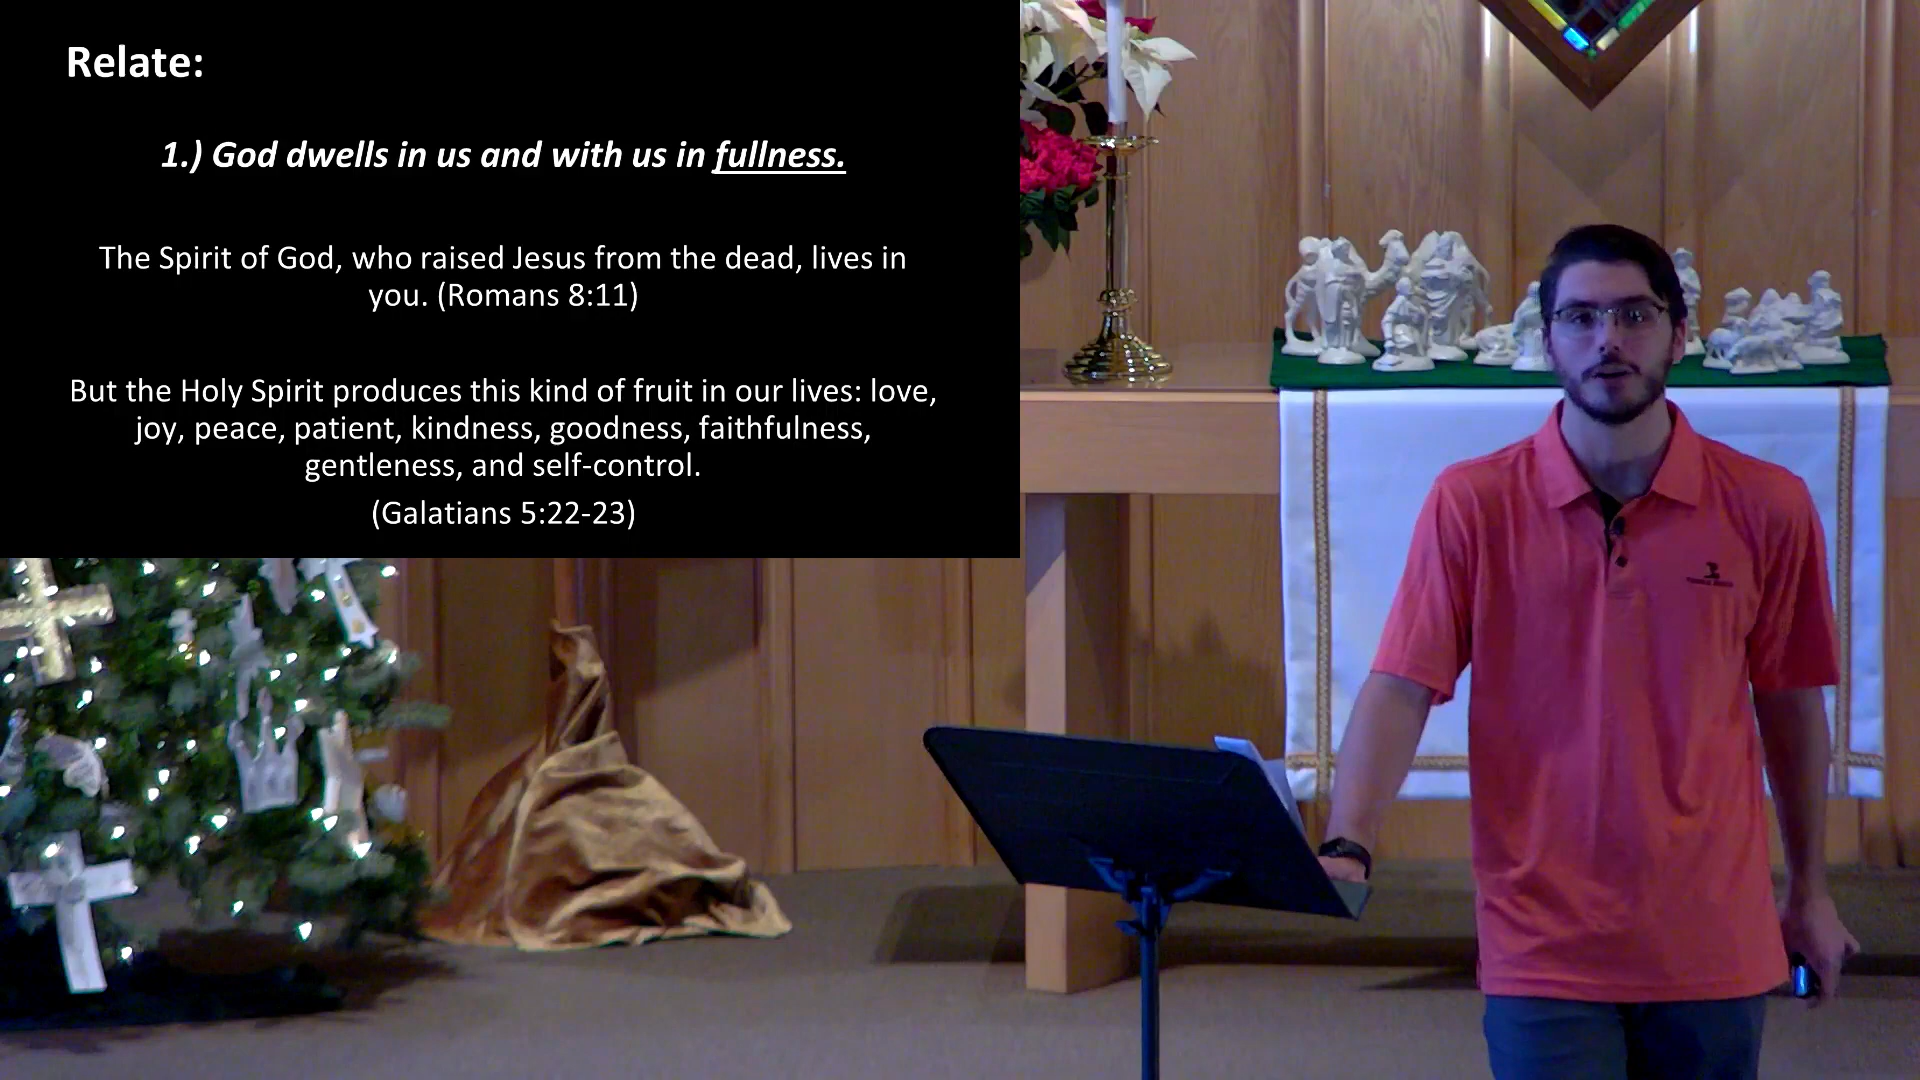 Relate:
1.) God dwells in us and with us in fullness.
The Spirit of God, who raised Jesus from the dead, lives in
you. (Romans 8:11)
But the Holy Spirit produces this kind of fruit in our lives: love,
joy, peace, patient, kindness, goodness, faithfulness,
gentleness, and self-control.
(Galatians 5:22-23)